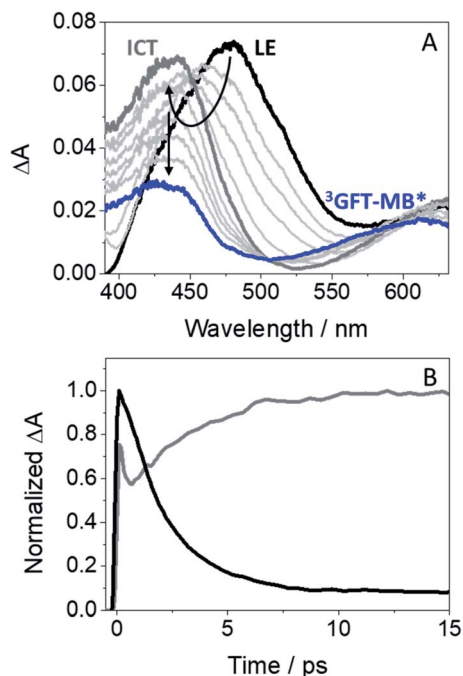 A
ICT
LE
0.08
0.06
0.04
0.02
0.00
ΔA
³GFT-MB*
400
450
500
550
600
Wavelength / nm
B
1.0
0.8
0.6
0.4
0.2
0.0
Normalized ΔA
0
5
10
15
Time / ps